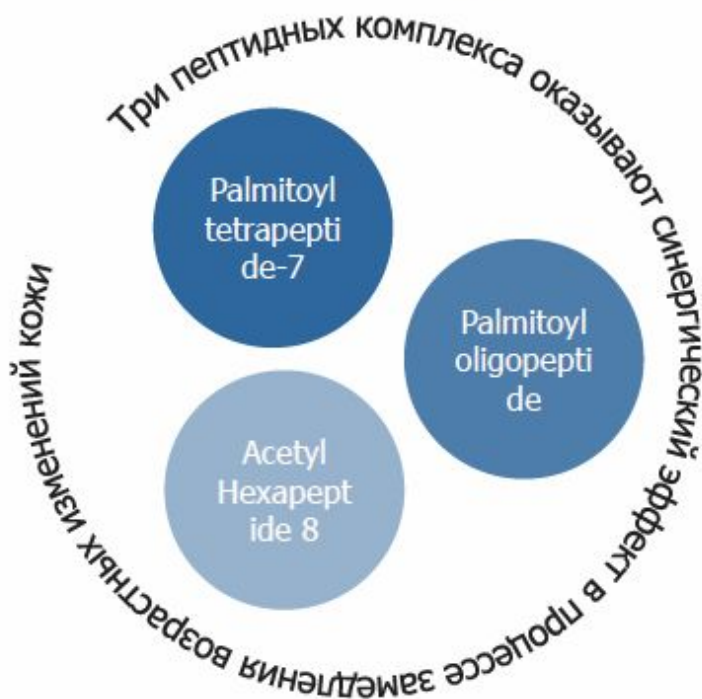 Три пептидных комплекса оказывают синергический эффект в процессе замедления возрастных изменений кожи
Palmitoyl
tetrapepti
de-7
Palmitoyl
oligopepti
de
Acetyl
Hexapept
ide 8